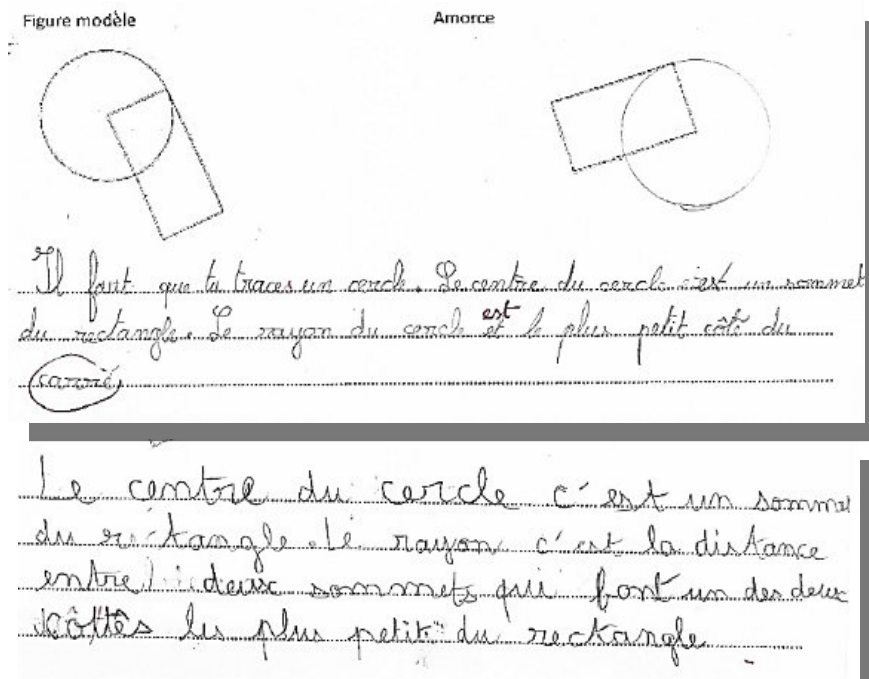 Figure modèle
Amorce
Il faut que tu traces un cercle. Le centre du cercle c'est un sommet
du rectangle. Le rayon du cercle est le plus petit côté du
carré
Le centre du cercle c'est un somme
du rectangle. Le rayon c'est la distance
entre deux sommets qui font un des deux
côttés les plus petit du rectangle